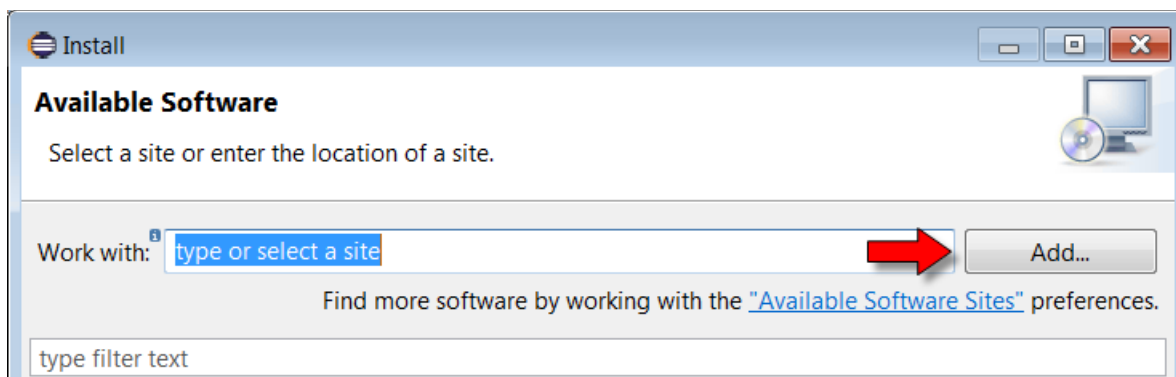 Install
Available Software
Select a site or enter the location of a site.
Work with: type or select a site Add...
Find more software by working with the "Available Software Sites" preferences.
type filter text